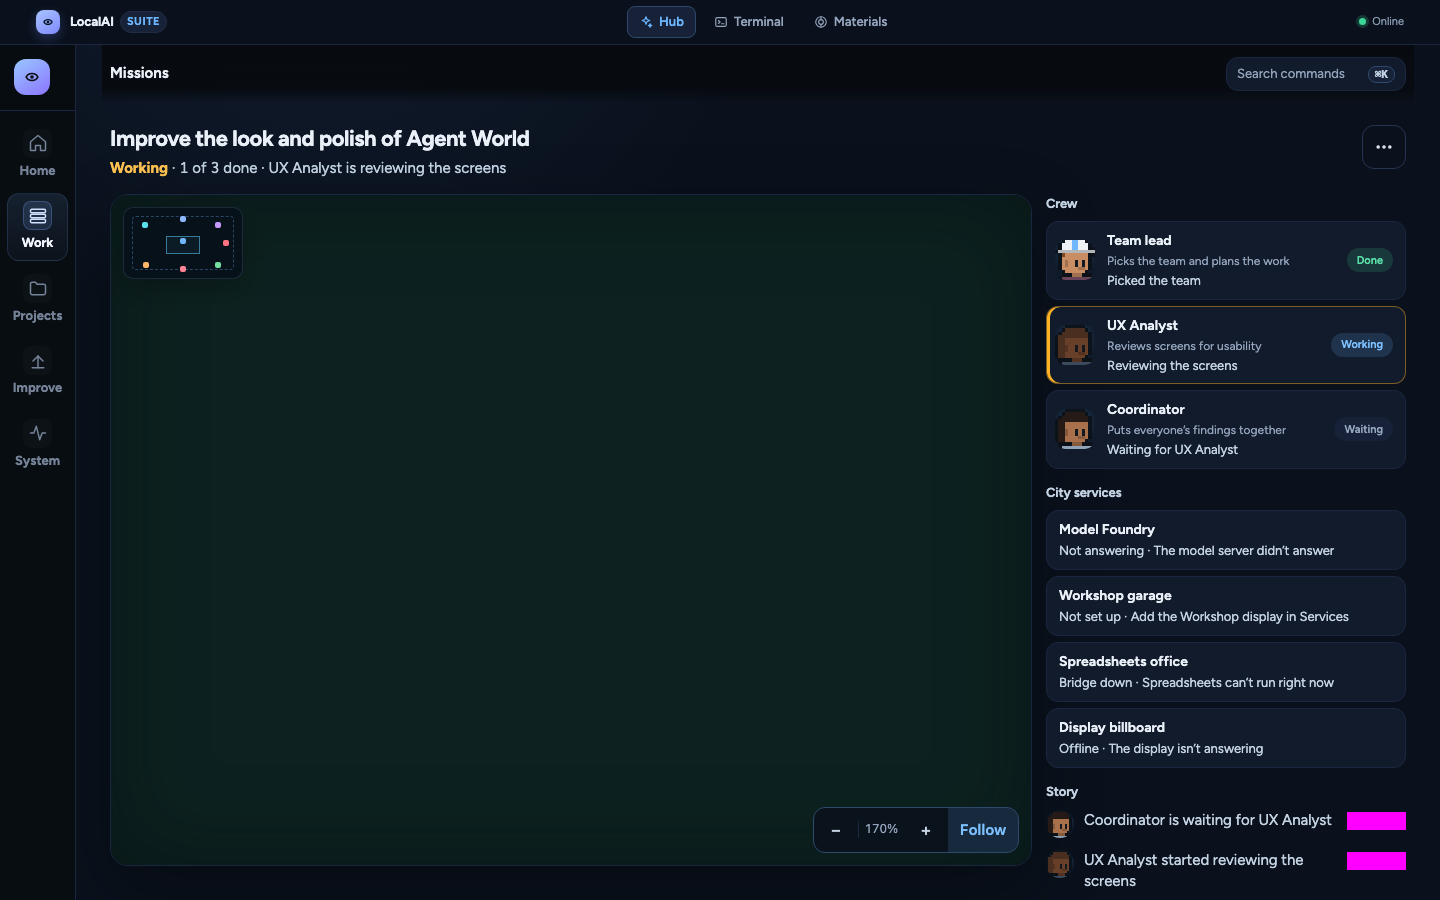 LocalAI SUITE
Hub
Terminal
Materials
Online
Missions
Search commands ⌘K
Home
Work
Projects
Improve
System
Improve the look and polish of Agent World
Working · 1 of 3 done · UX Analyst is reviewing the screens
− 170% + Follow
Crew
Team lead
Picks the team and plans the work
Picked the team
Done
UX Analyst
Reviews screens for usability
Reviewing the screens
Working
Coordinator
Puts everyone’s findings together
Waiting for UX Analyst
Waiting
City services
Model Foundry
Not answering · The model server didn’t answer
Workshop garage
Not set up · Add the Workshop display in Services
Spreadsheets office
Bridge down · Spreadsheets can’t run right now
Display billboard
Offline · The display isn’t answering
Story
Coordinator is waiting for UX Analyst
UX Analyst started reviewing the
screens